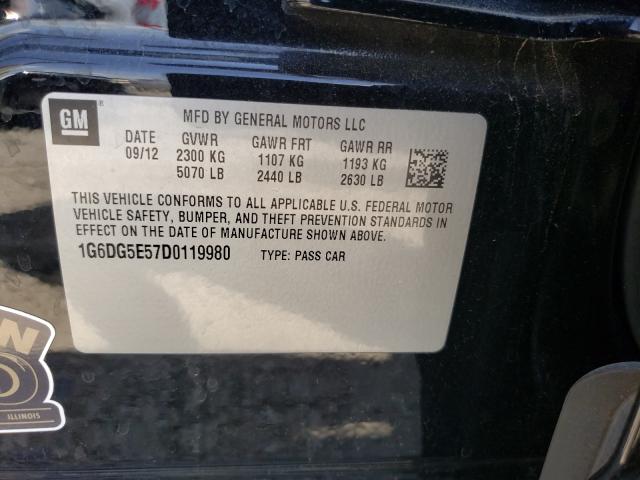 GM ®
MFD BY GENERAL MOTORS LLC
DATE GVWR GAWR FRT GAWR RR
09/12 2300 KG 1107 KG 1193 KG
5070 LB 2440 LB 2630 LB
THIS VEHICLE CONFORMS TO ALL APPLICABLE U.S. FEDERAL MOTOR
VEHICLE SAFETY, BUMPER, AND THEFT PREVENTION STANDARDS IN
EFFECT ON THE DATE OF MANUFACTURE SHOWN ABOVE.
1G6DG5E57D0119980 TYPE: PASS CAR
ILLINOIS